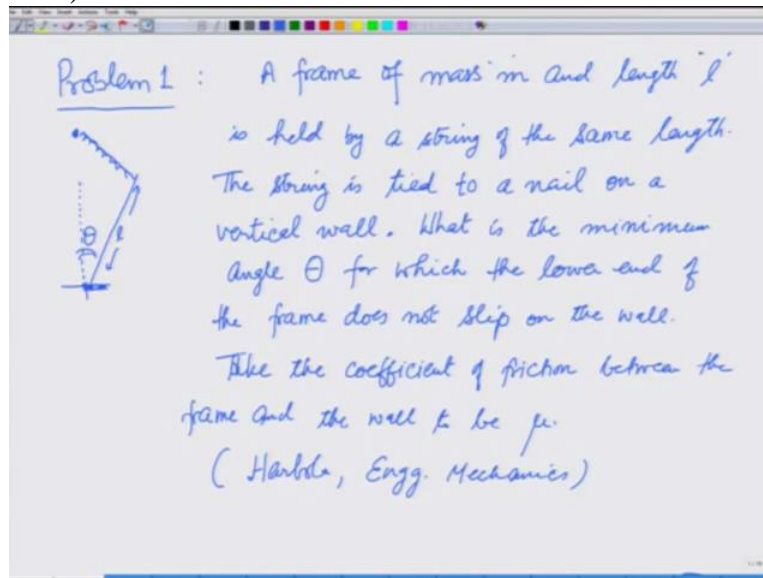 Problem 1 : A frame of mass 'm' and length 'l'
is held by a string of the same length.
The string is tied to a nail on a
vertical wall. What is the minimum
θ
l
angle θ for which the lower end of
the frame does not slip on the wall.
Take the coefficient of friction between the
frame and the wall to be μ.
(Harbola, Engg. Mechanics)